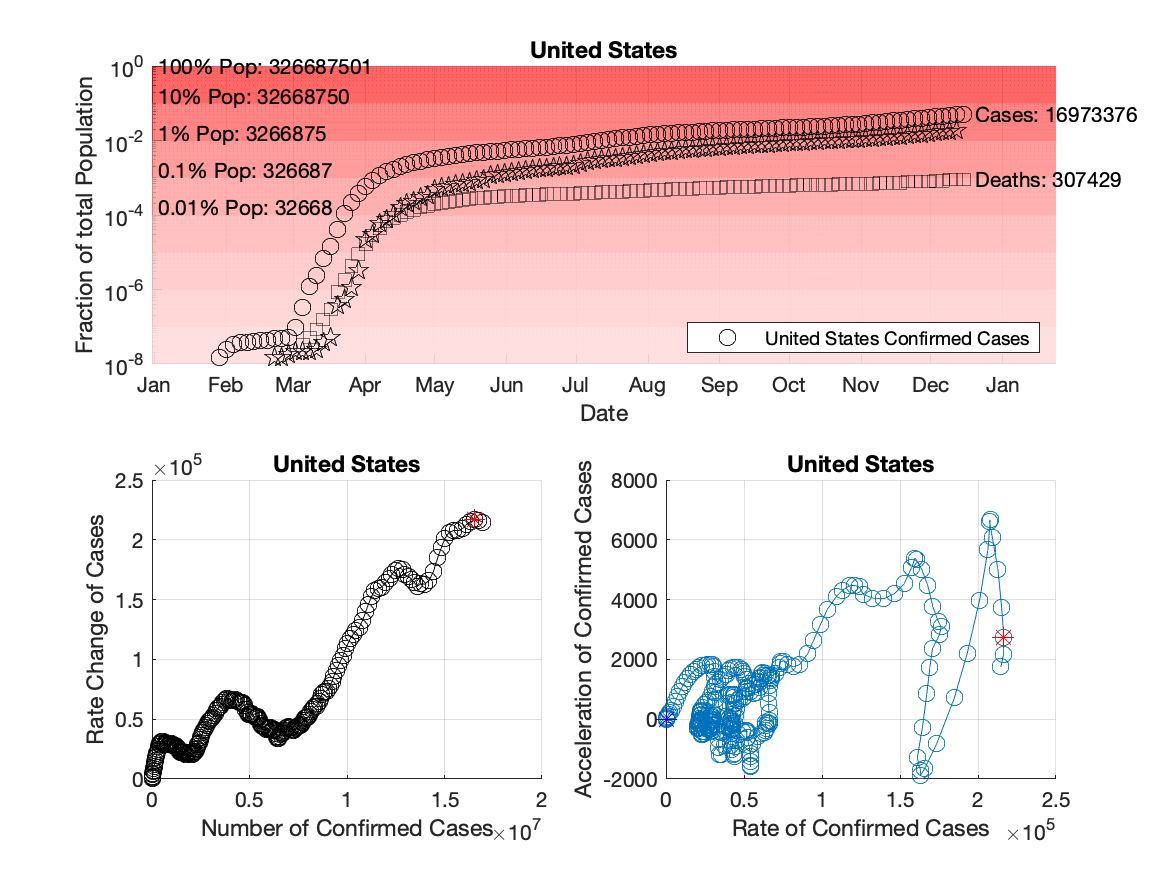 United States
Fraction of total Population
10^0
10^-2
10^-4
10^-6
10^-8
100% Pop: 326687501
10% Pop: 32668750
1% Pop: 3266875
0.1% Pop: 326687
0.01% Pop: 32668
Cases: 16973376
Deaths: 307429
United States Confirmed Cases
Jan Feb Mar Apr May Jun Jul Aug Sep Oct Nov Dec Jan
Date
United States
×10^5
Rate Change of Cases
2.5
2
1.5
1
0.5
0
0 0.5 1 1.5 2
Number of Confirmed Cases ×10^7
United States
Acceleration of Confirmed Cases
8000
6000
4000
2000
0
-2000
0 0.5 1 1.5 2 2.5
Rate of Confirmed Cases ×10^5